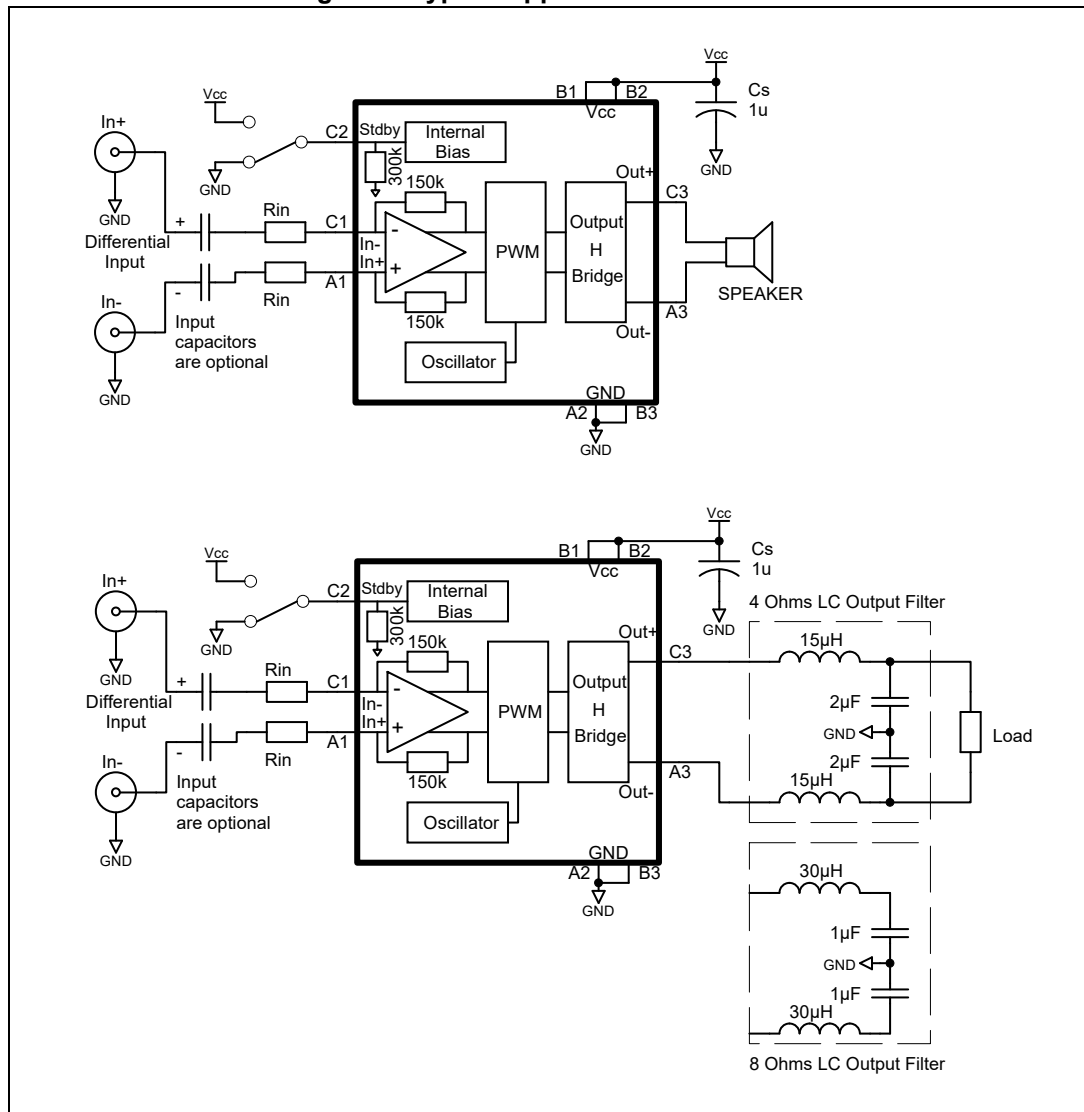 Vcc
B1
B2
Vcc
Cs
1u
GND
Vcc
In+
C2
Stdby
Internal
Bias
300k
GND
GND
150k
Out+
C3
+
Rin
C1
-
In-
In+
+
PWM
Output
H
Bridge
Differential
Input
SPEAKER
In-
-
Rin
A1
150k
A3
Out-
Input
capacitors
are optional
Oscillator
GND
GND
A2
B3
GND
Vcc
B1
B2
Vcc
Cs
1u
GND
Vcc
In+
C2
Stdby
Internal
Bias
300k
GND
GND
4 Ohms LC Output Filter
150k
Out+
C3
15µH
+
Rin
C1
-
In-
In+
+
PWM
Output
H
Bridge
2µF
GND
2µF
Load
Differential
Input
In-
-
Rin
A1
150k
A3
15µH
Out-
Input
capacitors
are optional
Oscillator
GND
GND
A2
B3
GND
30µH
1µF
GND
1µF
30µH
8 Ohms LC Output Filter